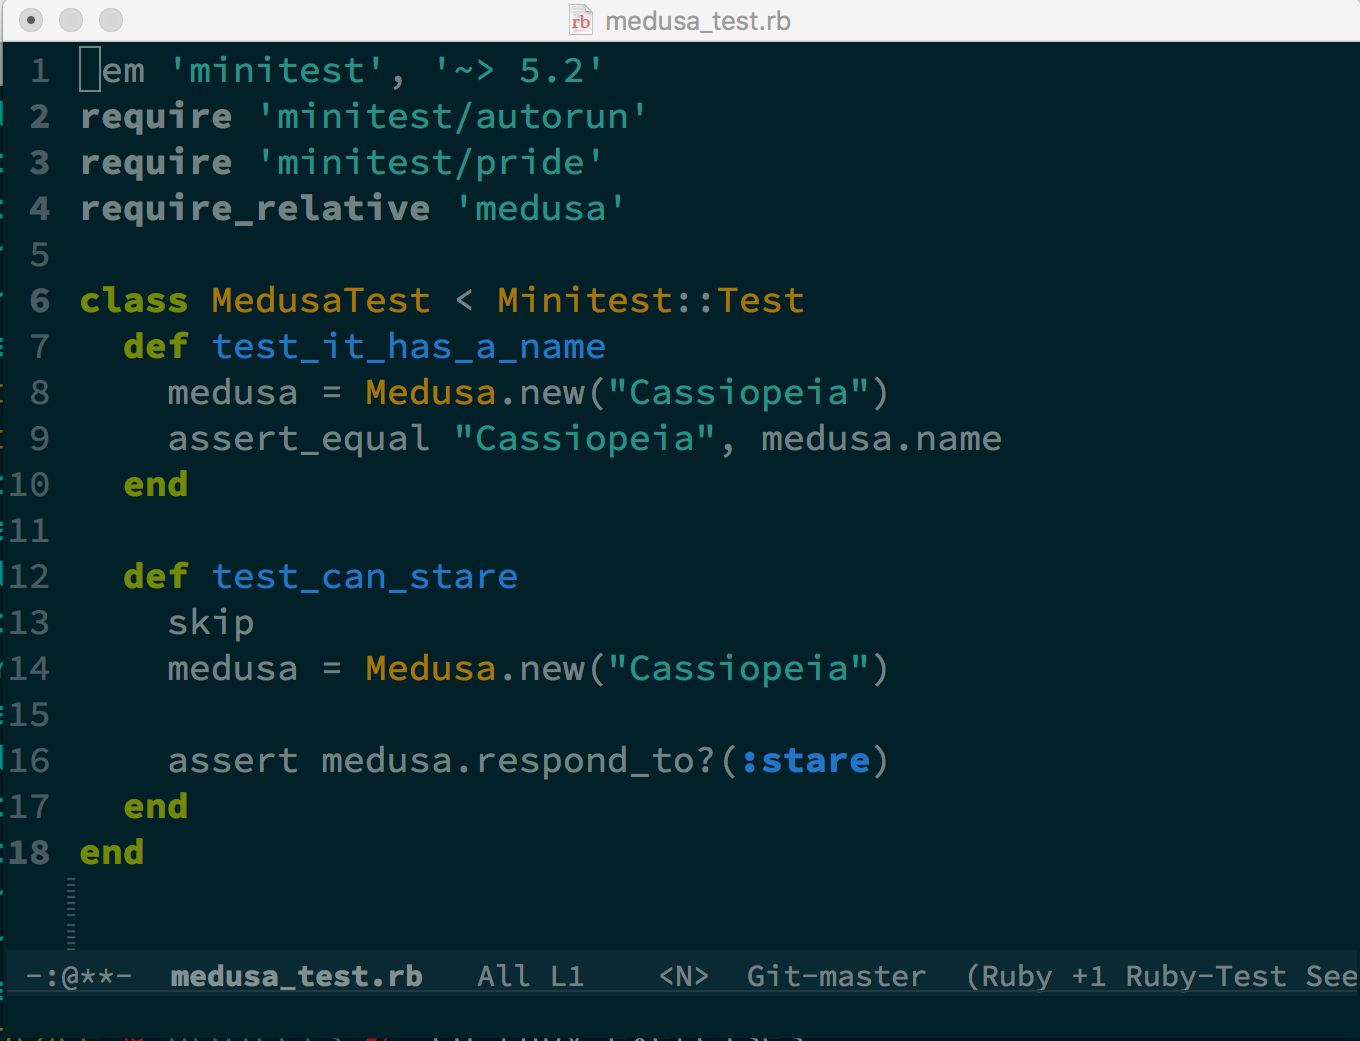 rb medusa_test.rb
1 em 'minitest', '~> 5.2'
2 require 'minitest/autorun'
3 require 'minitest/pride'
4 require_relative 'medusa'
5
6 class MedusaTest < Minitest::Test
7 def test_it_has_a_name
8 medusa = Medusa.new("Cassiopeia")
9 assert_equal "Cassiopeia", medusa.name
10 end
11
12 def test_can_stare
13 skip
14 medusa = Medusa.new("Cassiopeia")
15
16 assert medusa.respond_to?(:stare)
17 end
18 end
-:@**- medusa_test.rb All L1 <N> Git-master (Ruby +1 Ruby-Test See